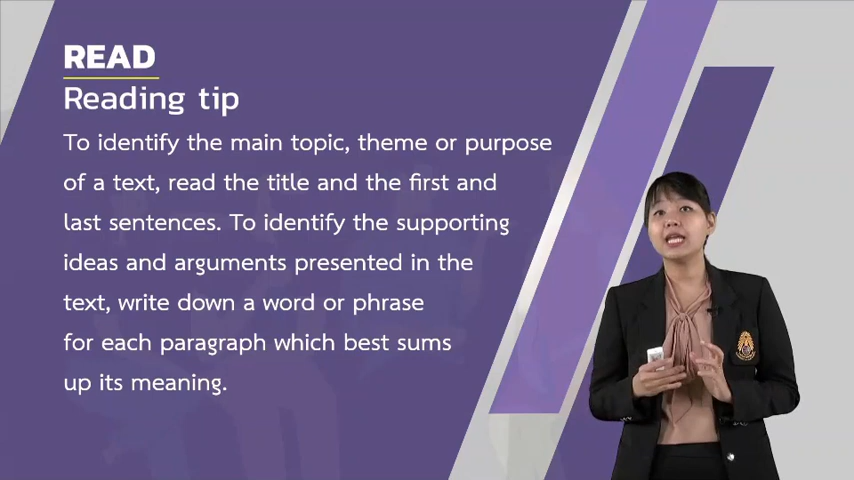 READ
Reading tip
To identify the main topic, theme or purpose
of a text, read the title and the first and
last sentences. To identify the supporting
ideas and arguments presented in the
text, write down a word or phrase
for each paragraph which best sums
up its meaning.